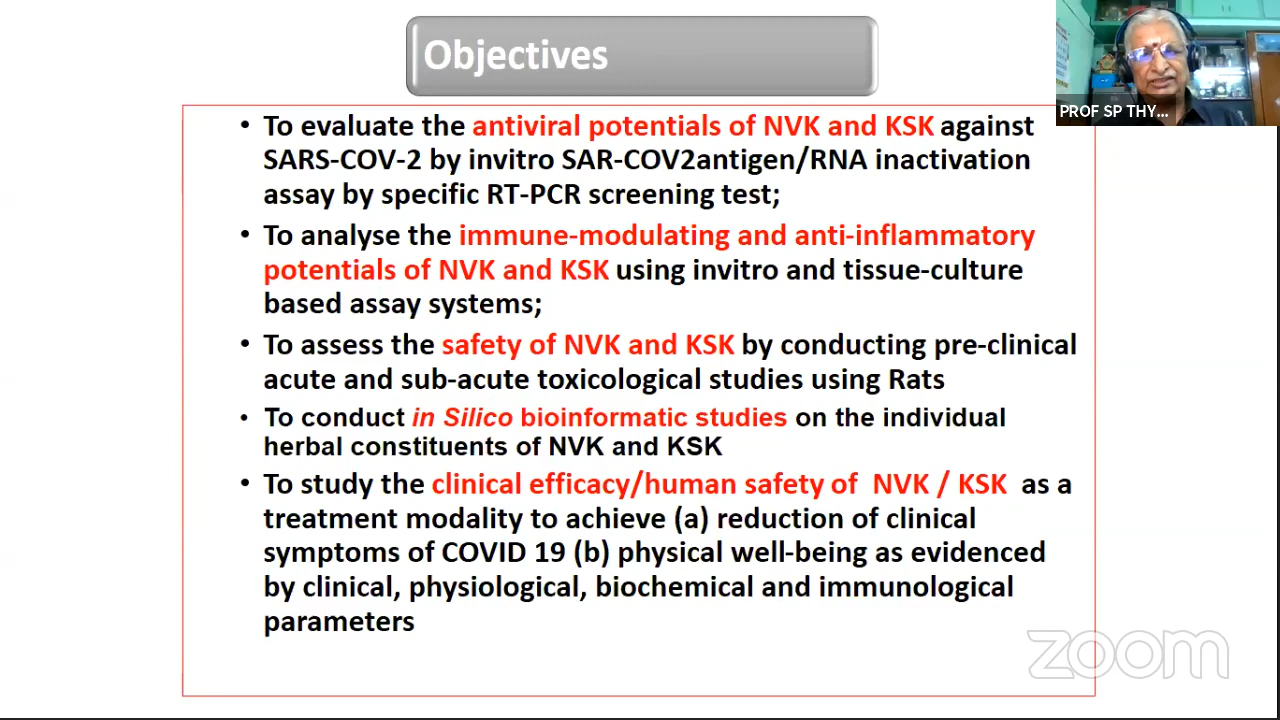 Objectives
PROF SP THY...
• To evaluate the antiviral potentials of NVK and KSK against
SARS-COV-2 by invitro SAR-COV2antigen/RNA inactivation
assay by specific RT-PCR screening test;
• To analyse the immune-modulating and anti-inflammatory
potentials of NVK and KSK using invitro and tissue-culture
based assay systems;
• To assess the safety of NVK and KSK by conducting pre-clinical
acute and sub-acute toxicological studies using Rats
• To conduct in Silico bioinformatic studies on the individual
herbal constituents of NVK and KSK
• To study the clinical efficacy/human safety of NVK / KSK as a
treatment modality to achieve (a) reduction of clinical
symptoms of COVID 19 (b) physical well-being as evidenced
by clinical, physiological, biochemical and immunological
parameters
zoom